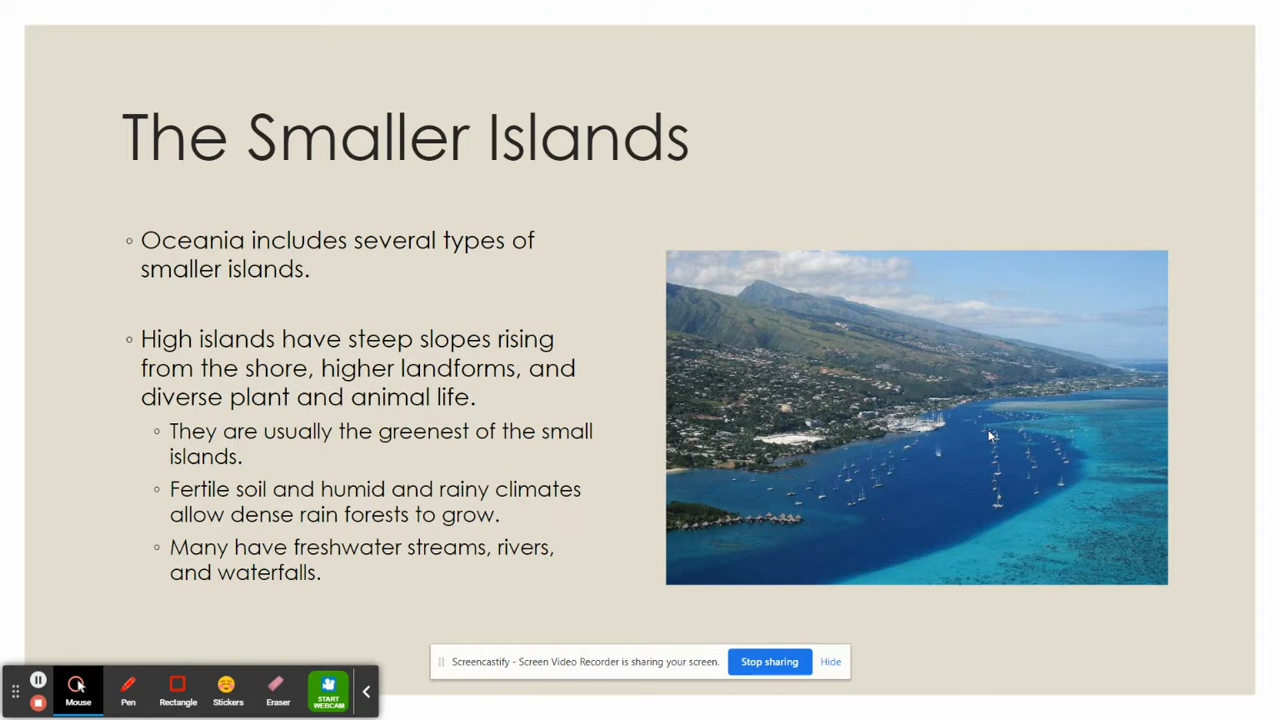 The Smaller Islands
◦ Oceania includes several types of
smaller islands.
◦ High islands have steep slopes rising
from the shore, higher landforms, and
diverse plant and animal life.
◦ They are usually the greenest of the small
islands.
◦ Fertile soil and humid and rainy climates
allow dense rain forests to grow.
◦ Many have freshwater streams, rivers,
and waterfalls.
Screencastify - Screen Video Recorder is sharing your screen. Stop sharing Hide
Mouse Pen Rectangle Stickers Eraser START
WEBCAM